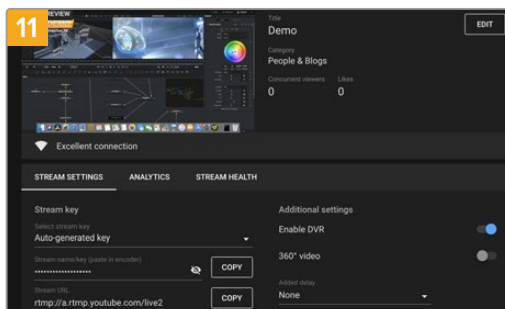 11
REVIEW
Title
Demo
EDIT
Category
People & Blogs
Concurrent viewers Likes
0 0
Excellent connection
STREAM SETTINGS ANALYTICS STREAM HEALTH
Stream key Additional settings
Select stream key
Auto-generated key
Enable DVR
Stream name/key (paste in encoder)
360° video
COPY
Stream URL
rtmp://a.rtmp.youtube.com/live2
COPY
Added delay
None